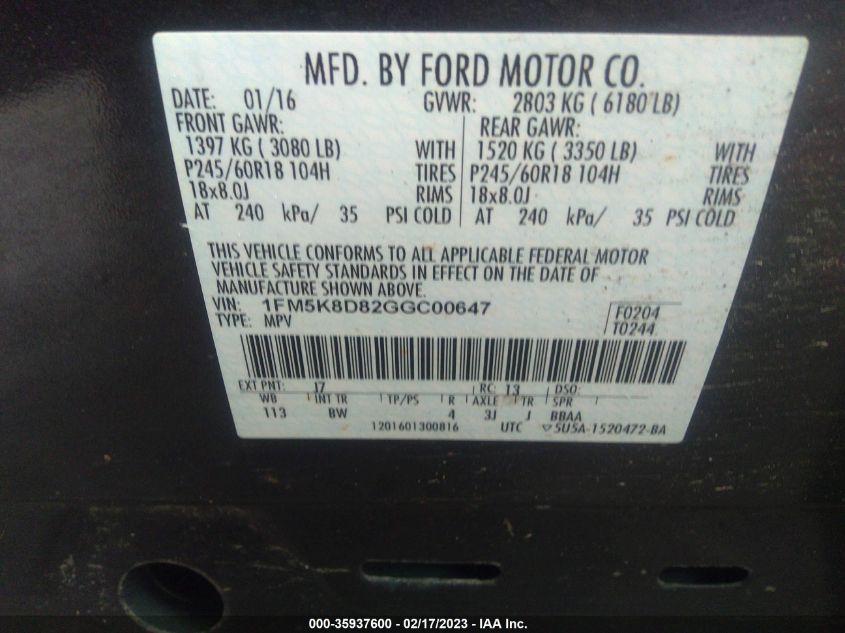 MFD. BY FORD MOTOR CO.
DATE: 01/16 GVWR: 2803 KG ( 6180 LB)
FRONT GAWR: REAR GAWR:
1397 KG ( 3080 LB) WITH 1520 KG ( 3350 LB) WITH
P245/60R18 104H TIRES P245/60R18 104H TIRES
18x8.0J RIMS 18x8.0J RIMS
AT 240 kPa/ 35 PSI COLD AT 240 kPa/ 35 PSI COLD
THIS VEHICLE CONFORMS TO ALL APPLICABLE FEDERAL MOTOR
VEHICLE SAFETY STANDARDS IN EFFECT ON THE DATE OF
MANUFACTURE SHOWN ABOVE.
VIN: 1FM5K8D82GGC00647 F0204
TYPE: MPV T0244
EXT PNT: J7 RC: 13 DSO:
WB INT TR TP/PS R AXLE TR SPR
113 BW 4 3J J BBAA
1201601300816 UTC ▽5U5A-1520472-BA
000-35937600 - 02/17/2023 - IAA Inc.